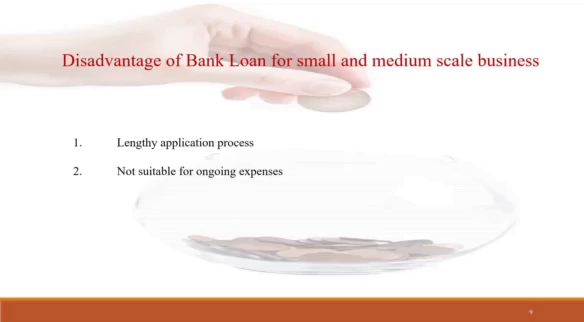 Disadvantage of Bank Loan for small and medium scale business
1. Lengthy application process
2. Not suitable for ongoing expenses
9